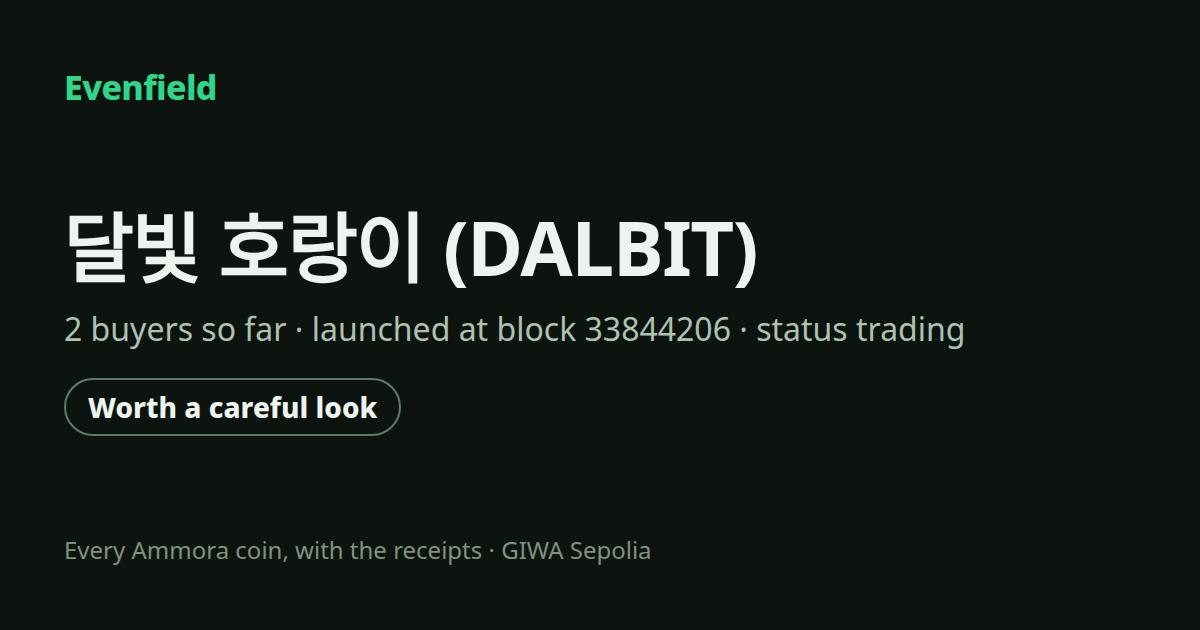 Evenfield
달빛 호랑이 (DALBIT)
2 buyers so far · launched at block 33844206 · status trading
Worth a careful look
Every Ammora coin, with the receipts · GIWA Sepolia